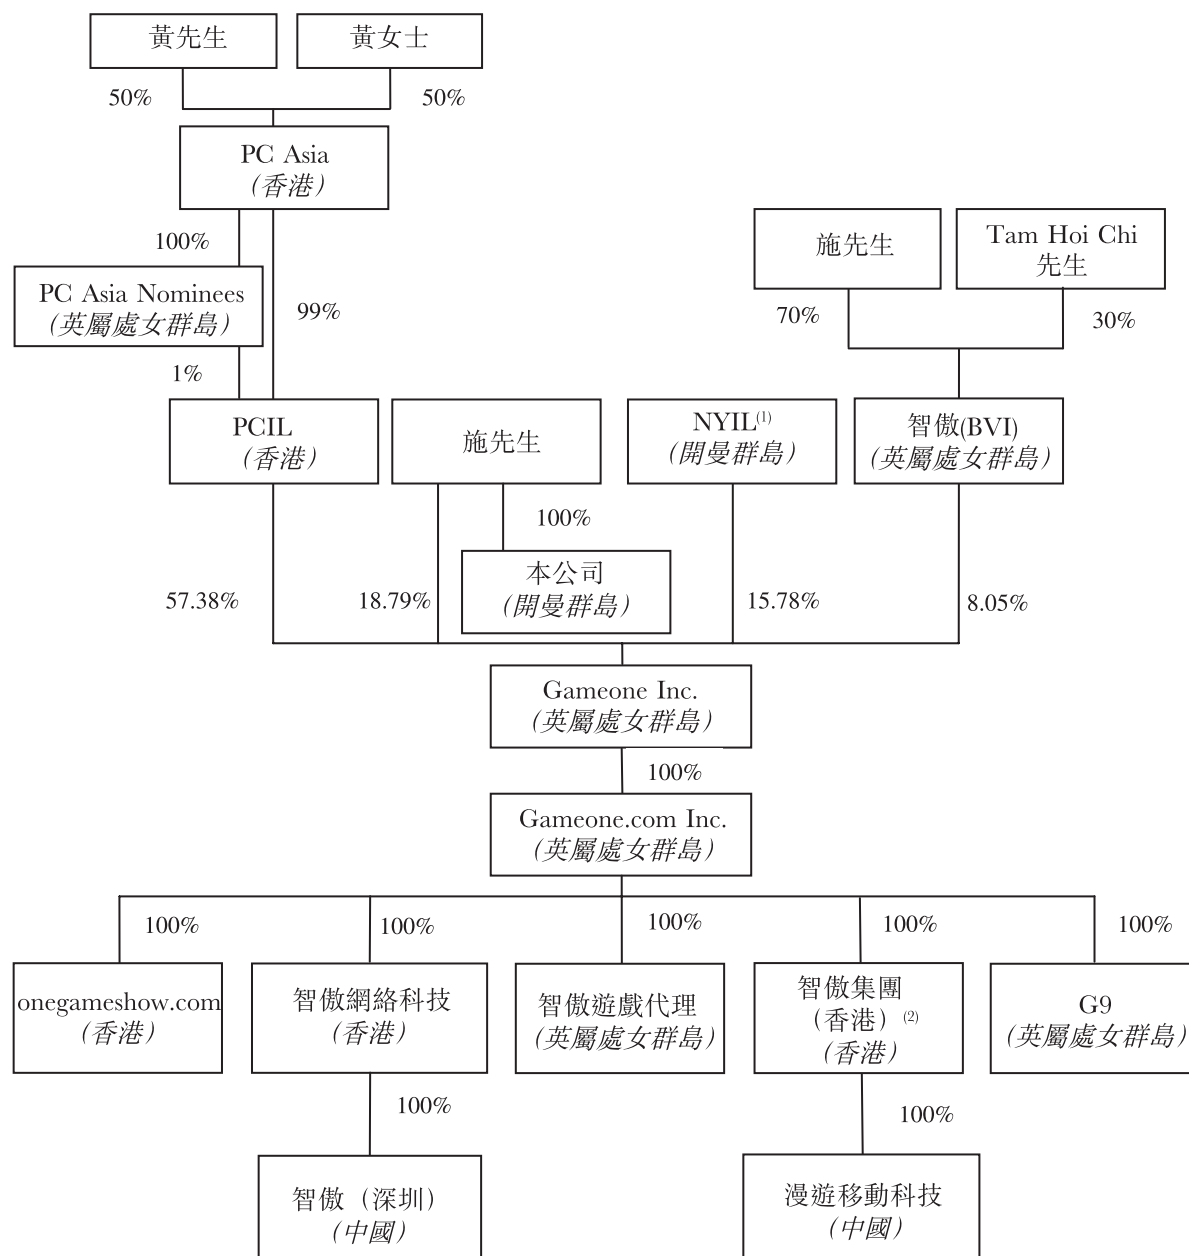 黃先生
黃女士
50%
50%
PC Asia
（香港）
100%
PC Asia Nominees
（英屬處女群島）
99%
1%
施先生
Tam Hoi Chi
先生
70%
30%
PCIL
（香港）
施先生
NYIL(1)
（開曼群島）
智傲(BVI)
（英屬處女群島）
100%
本公司
（開曼群島）
57.38%
18.79%
15.78%
8.05%
Gameone Inc.
（英屬處女群島）
100%
Gameone.com Inc.
（英屬處女群島）
100%
100%
100%
100%
100%
onegameshow.com
（香港）
智傲網絡科技
（香港）
智傲遊戲代理
（英屬處女群島）
智傲集團
（香港）(2)
（香港）
G9
（英屬處女群島）
100%
100%
智傲（深圳）
（中國）
漫遊移動科技
（中國）